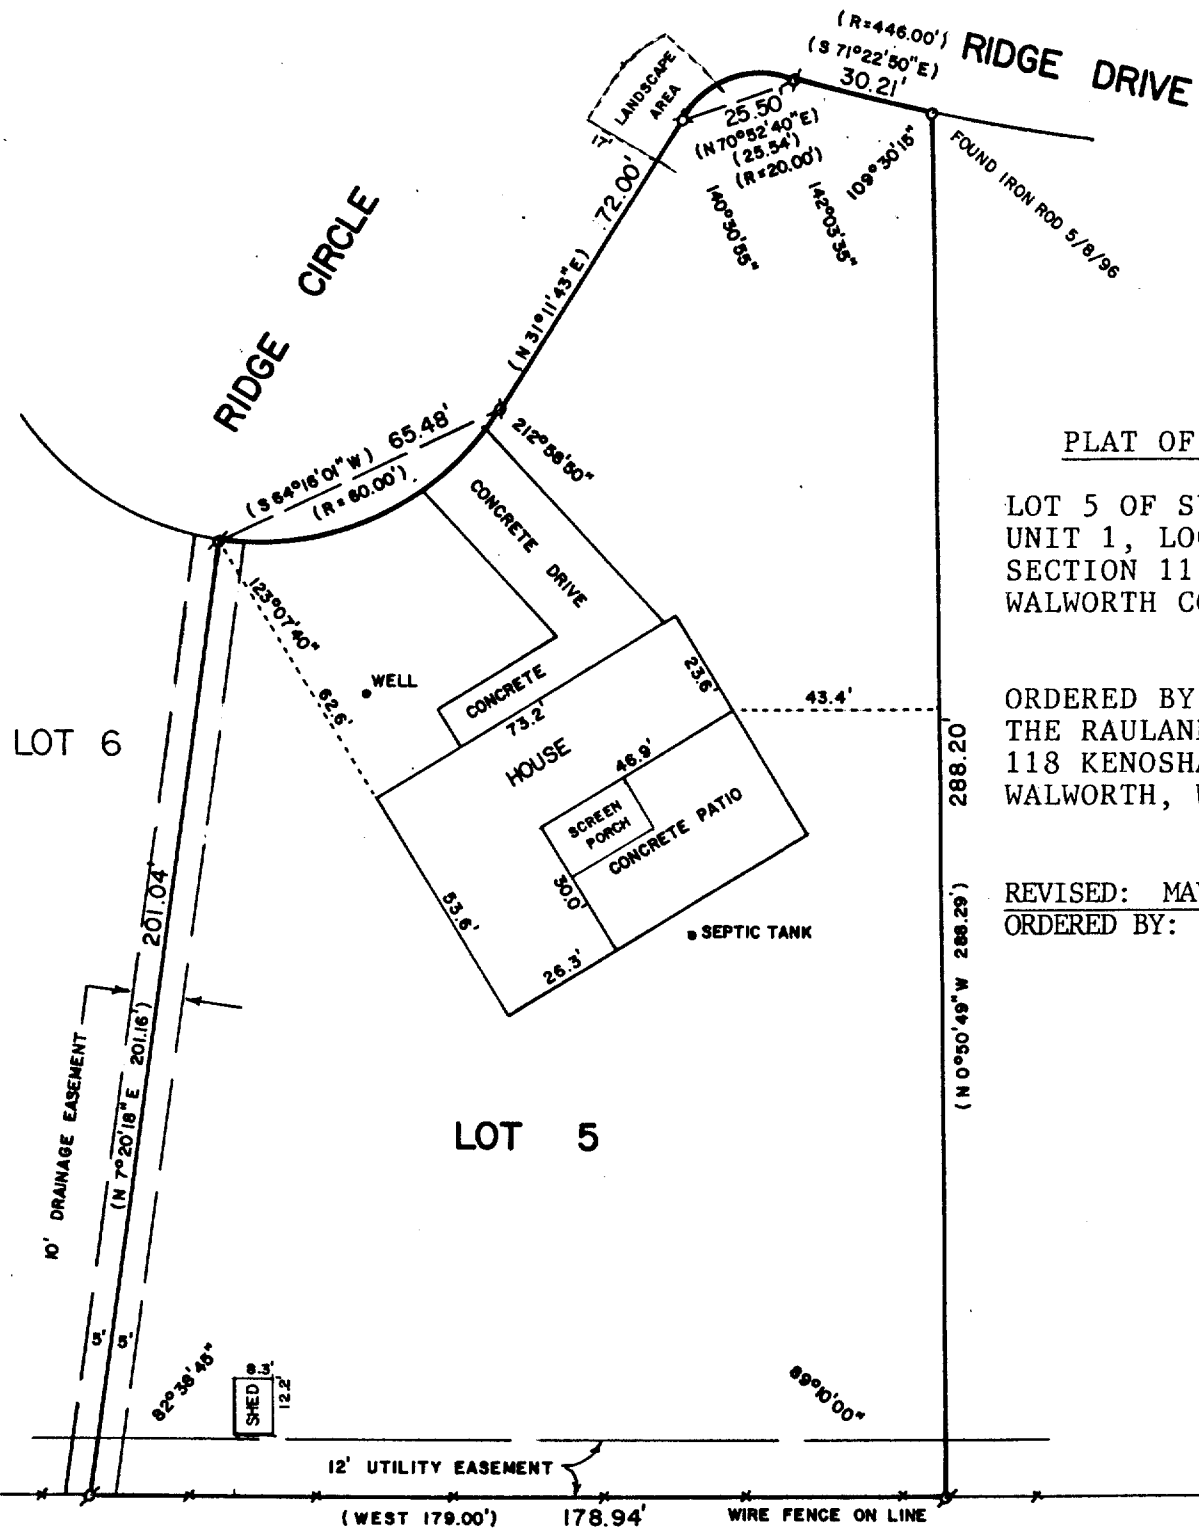 (R=446.00')
(S 71°22'50"E)
30.21'
RIDGE DRIVE
LANDSCAPE
AREA
17'
25.50'
(N70°52'40"E)
(25.54')
(R=20.00')
140°30'55"
142°03'35"
109°30'15"
FOUND IRON ROD 5/8/96
72.00'
(N 31°11'43"E)
RIDGE CIRCLE
65.48'
(S 64°16'01" W)
(R= 60.00')
212°58'50"
CONCRETE DRIVE
123°07'40"
62.6'
WELL
CONCRETE
73.2'
23.6'
43.4'
HOUSE
46.9'
SCREEN
PORCH
CONCRETE PATIO
30.0'
53.6'
26.3'
SEPTIC TANK
LOT 6
288.20
(N 0°50'49" W 288.29')
201.04'
(N 7°20'18" E 201.16')
10' DRAINAGE EASEMENT
LOT 5
5' 5'
82°38'45"
8.3'
SHED
12.2'
89°10'00"
12' UTILITY EASEMENT
(WEST 179.00')
178.94'
WIRE FENCE ON LINE
PLAT OF
LOT 5 OF S
UNIT 1, LO
SECTION 11
WALWORTH C
ORDERED BY
THE RAULAN
118 KENOSHA
WALWORTH, W
REVISED: MA
ORDERED BY: